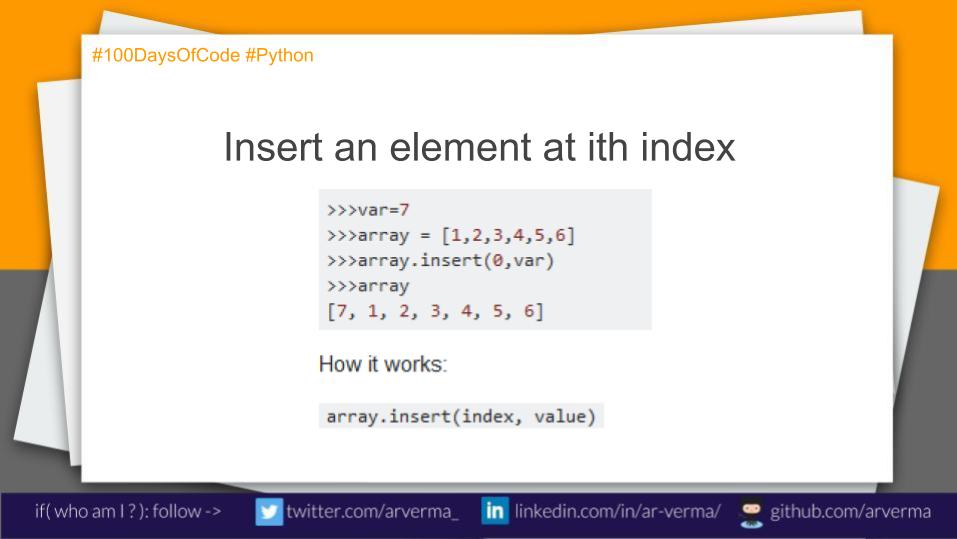 #100DaysOfCode #Python
Insert an element at ith index
>>>var=7
>>>array = [1,2,3,4,5,6]
>>>array.insert(0,var)
>>>array
[7, 1, 2, 3, 4, 5, 6]
How it works:
array.insert(index, value)
if( who am I ? ): follow -> twitter.com/arverma_ in linkedin.com/in/ar-verma/ github.com/arverma